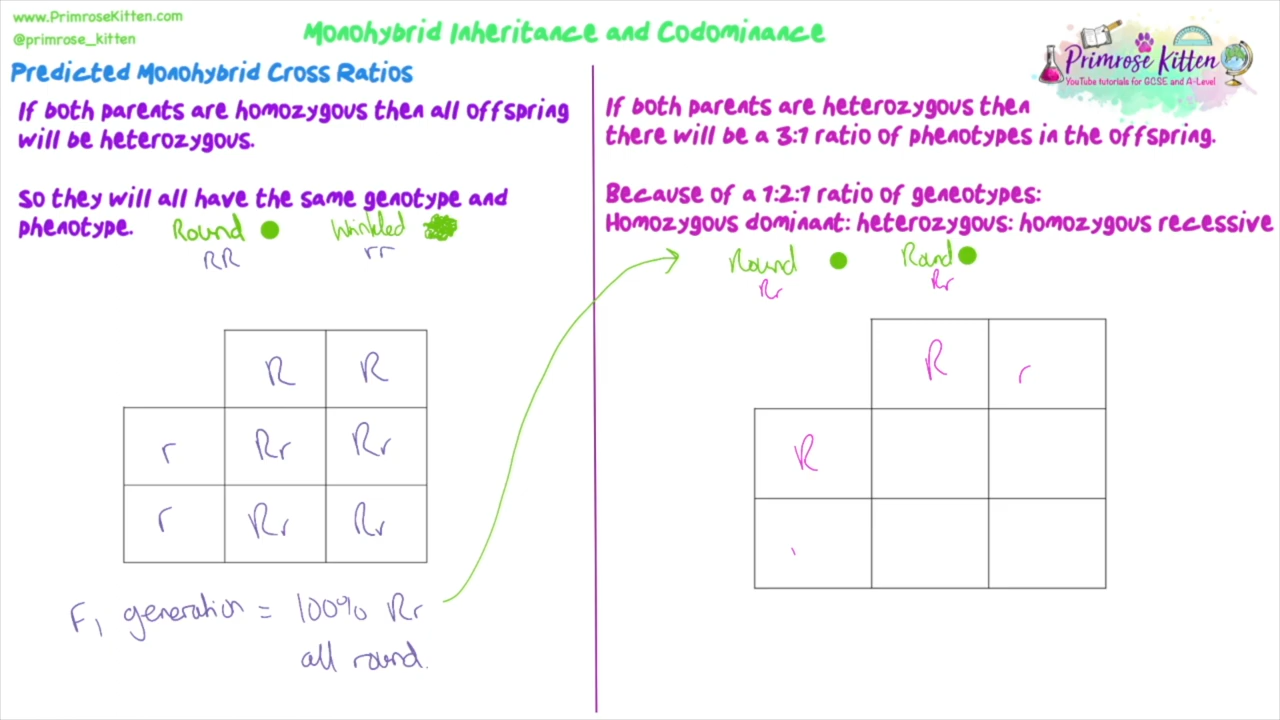 www.PrimroseKitten.com
@primrose_kitten
Monohybrid Inheritance and Codominance
Primrose Kitten
YouTube tutorials for GCSE and A-Level
Predicted Monohybrid Cross Ratios
If both parents are homozygous then all offspring
will be heterozygous.
So they will all have the same genotype and
phenotype.
Round Wrinkled
RR rr
R R
r Rr Rr
r Rr Rr
F1 generation = 100% Rr
all round.
If both parents are heterozygous then
there will be a 3:1 ratio of phenotypes in the offspring.
Because of a 1:2:1 ratio of geneotypes:
Homozygous dominant: heterozygous: homozygous recessive
Round Round
Rr Rr
R r
R